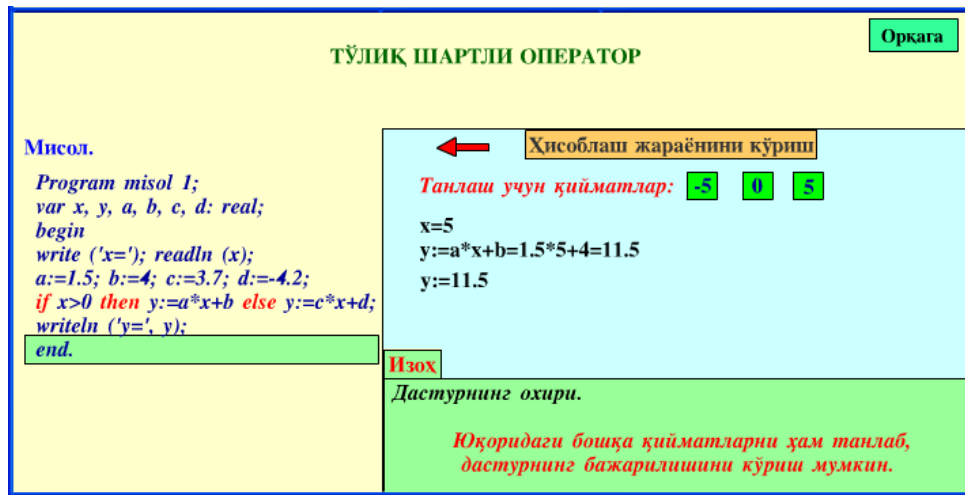 Орқага
ТЎЛИҚ ШАРТЛИ ОПЕРАТОР
Мисол.
Program misol 1;
var x, y, a, b, c, d: real;
begin
write ('x='); readln (x);
a:=1.5; b:=4; c:=3.7; d:=-4.2;
if x>0 then y:=a*x+b else y:=c*x+d;
writeln ('y=', y);
end.
Ҳисоблаш жараёнини кўриш
Танлаш учун қийматлар: -5 0 5
x=5
y:=a*x+b=1.5*5+4=11.5
y:=11.5
Изоҳ
Дастурнинг охири.
Юқоридаги бошқа қийматларни ҳам танлаб,
дастурнинг бажарилишини кўриш мумкин.